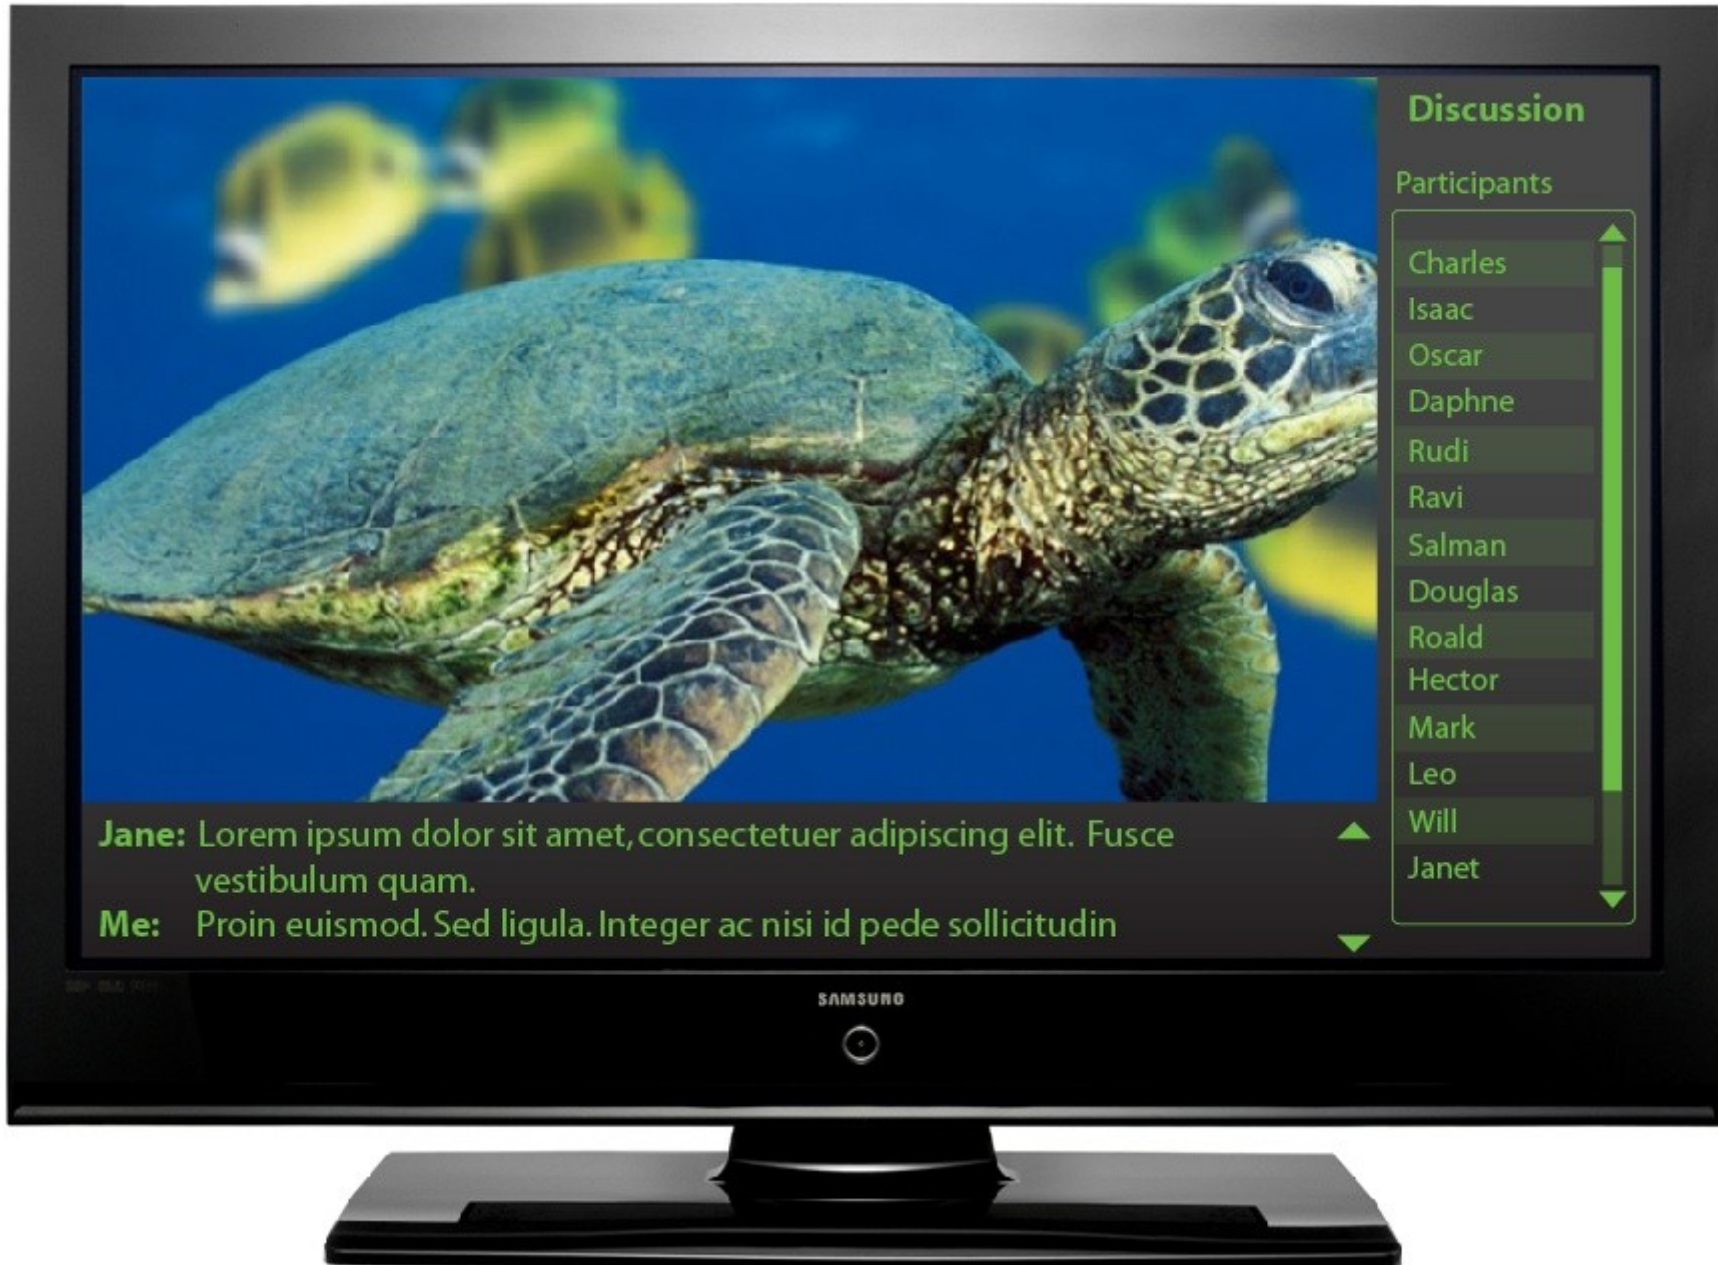 Discussion
Participants
Charles
Isaac
Oscar
Daphne
Rudi
Ravi
Salman
Douglas
Roald
Hector
Mark
Leo
Will
Janet
Jane: Lorem ipsum dolor sit amet, consectetuer adipiscing elit. Fusce
vestibulum quam.
Me: Proin euismod. Sed ligula. Integer ac nisi id pede sollicitudin
SAMSUNG